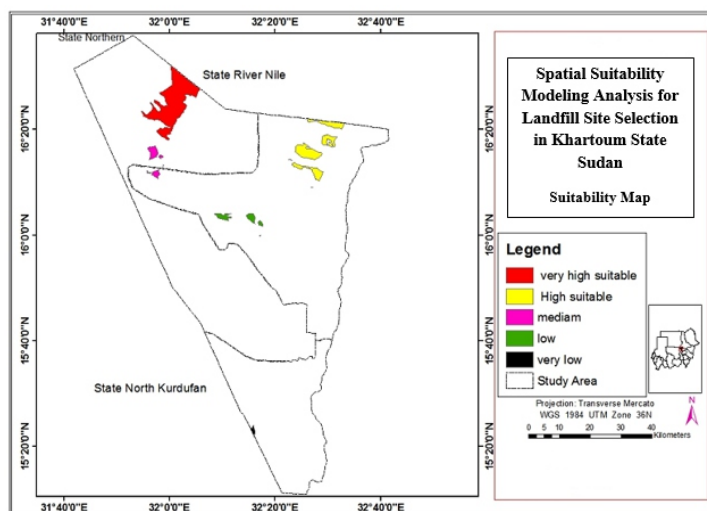 31°40'0"E
32°0'0"E
32°20'0"E
32°40'0"E
State Northern
State River Nile
16°20'0"N
16°0'0"N
15°40'0"N
15°20'0"N
16°20'0"N
16°0'0"N
15°40'0"N
15°20'0"N
State North Kurdufan
31°40'0"E
32°0'0"E
32°20'0"E
32°40'0"E
Spatial Suitability
Modeling Analysis for
Landfill Site Selection
in Khartoum State
Sudan
Suitability Map
Legend
very high suitable
High suitable
mediam
low
very low
Study Area
Projection: Transverse Mercato
WGS 1984 UTM Zone 36N
N
0 5 10 20 30 40
Kilometers